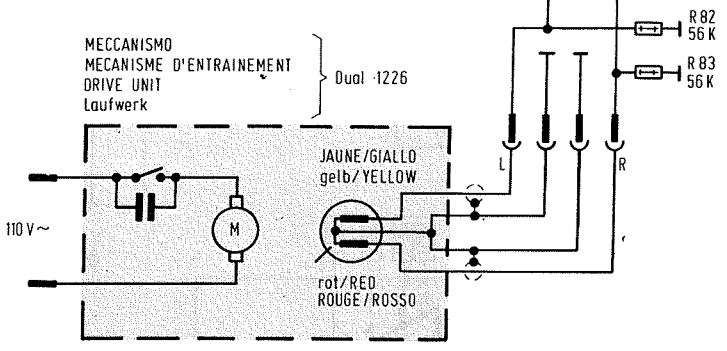 R 82
56 K
R 83
56 K
MECCANISMO
MECANISME D'ENTRAINEMENT
DRIVE UNIT
Laufwerk
Dual 1226
JAUNE/GIALLO
gelb/YELLOW
L
R
110 V~
M
rot/RED
ROUGE/ROSSO